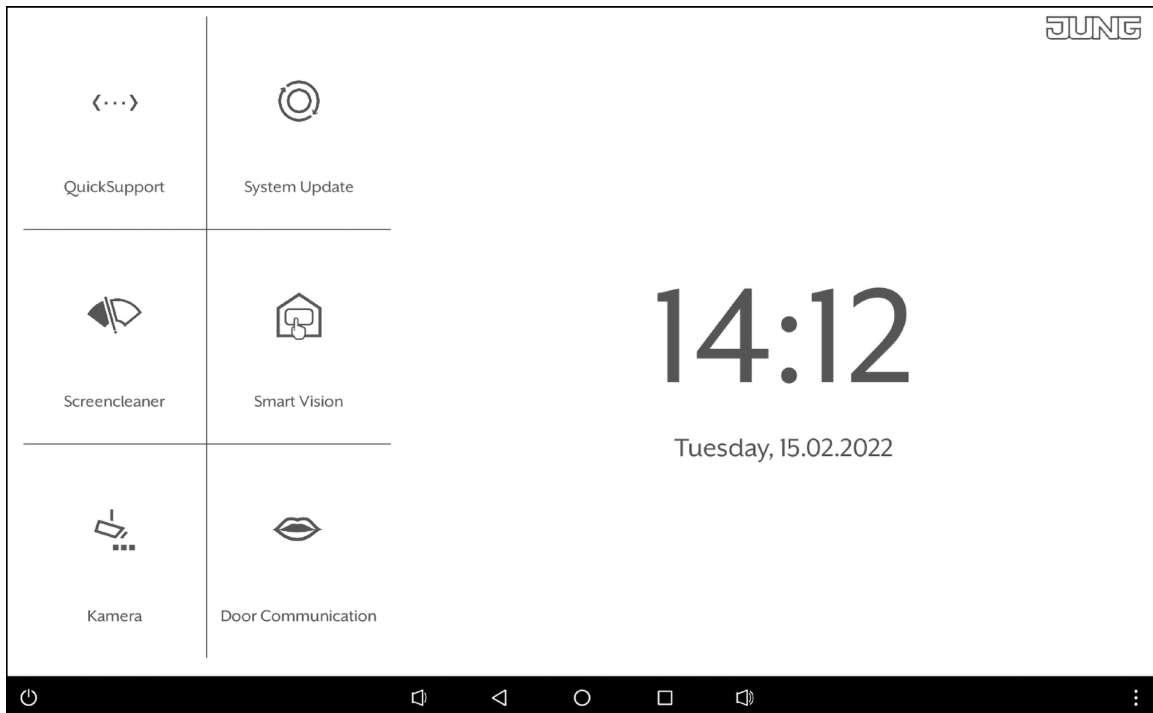 JUNG
QuickSupport
System Update
Screencleaner
Smart Vision
14:12
Tuesday, 15.02.2022
Kamera
Door Communication